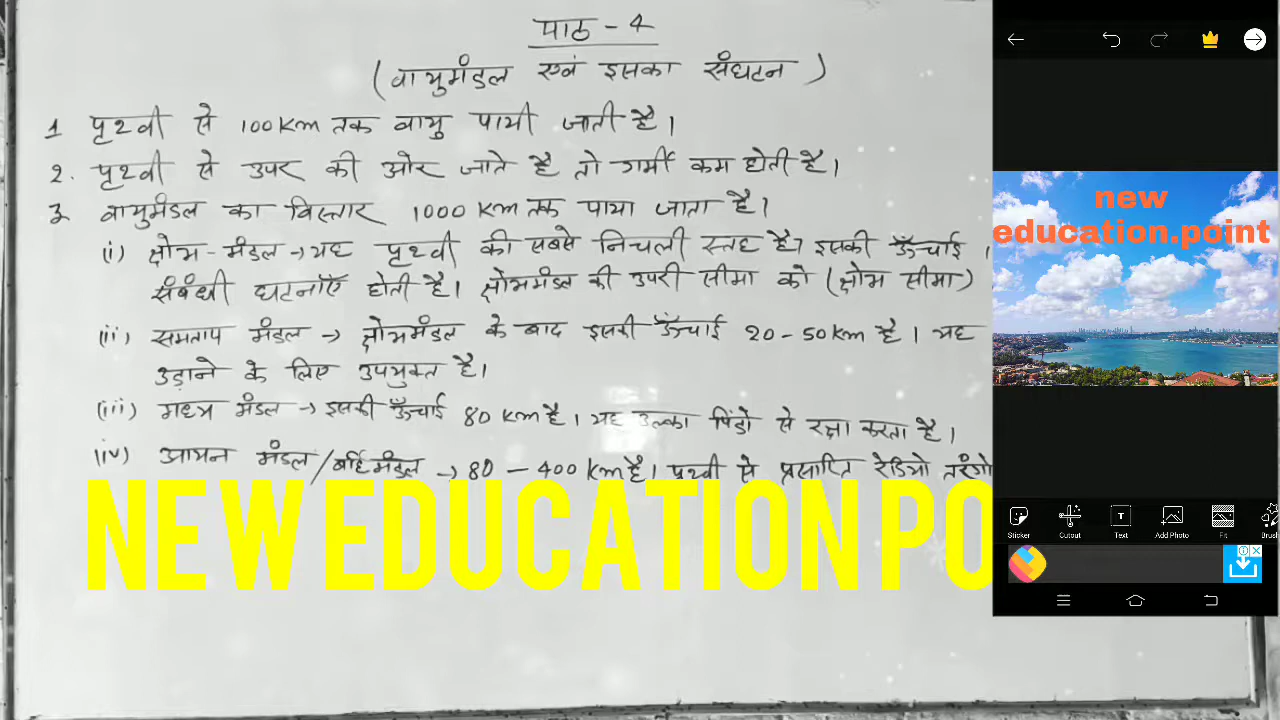 पाठ - 4
(वायुमंडल एवं इसका संघटन)
1 पृथ्वी से 100 Km तक वायु पायी जाती है।
2. पृथ्वी से उपर की ओर जाते है तो गर्मी कम होती है।
3 वायुमंडल का विस्तार 1000 Km तक पाया जाता है।
(i) क्षोभ-मंडल → यह पृथ्वी की सबसे निचली स्तह है। इसकी ऊँचाई
संबंधी घटनाएँ होती है। क्षोभमंडल की उपरी सीमा को (क्षोभ सीमा)
(ii) समताप मंडल → क्षोभमंडल के बाद इसकी ऊँचाई 20 - 50 Km है। यह
उड़ाने के लिए उपयुक्त है।
(iii) मध्य मंडल → इसकी ऊँचाई 80 Km है। यह उल्का पिंडो से रक्षा करता है।
(iv) आयन मंडल/बर्हिमंडल → 80 - 400 Km है। पृथ्वी से प्रसारित रेडियो तरंगो
NEW EDUCATION PO
new
education.point
Sticker Cutout Text Add Photo Fit Brush